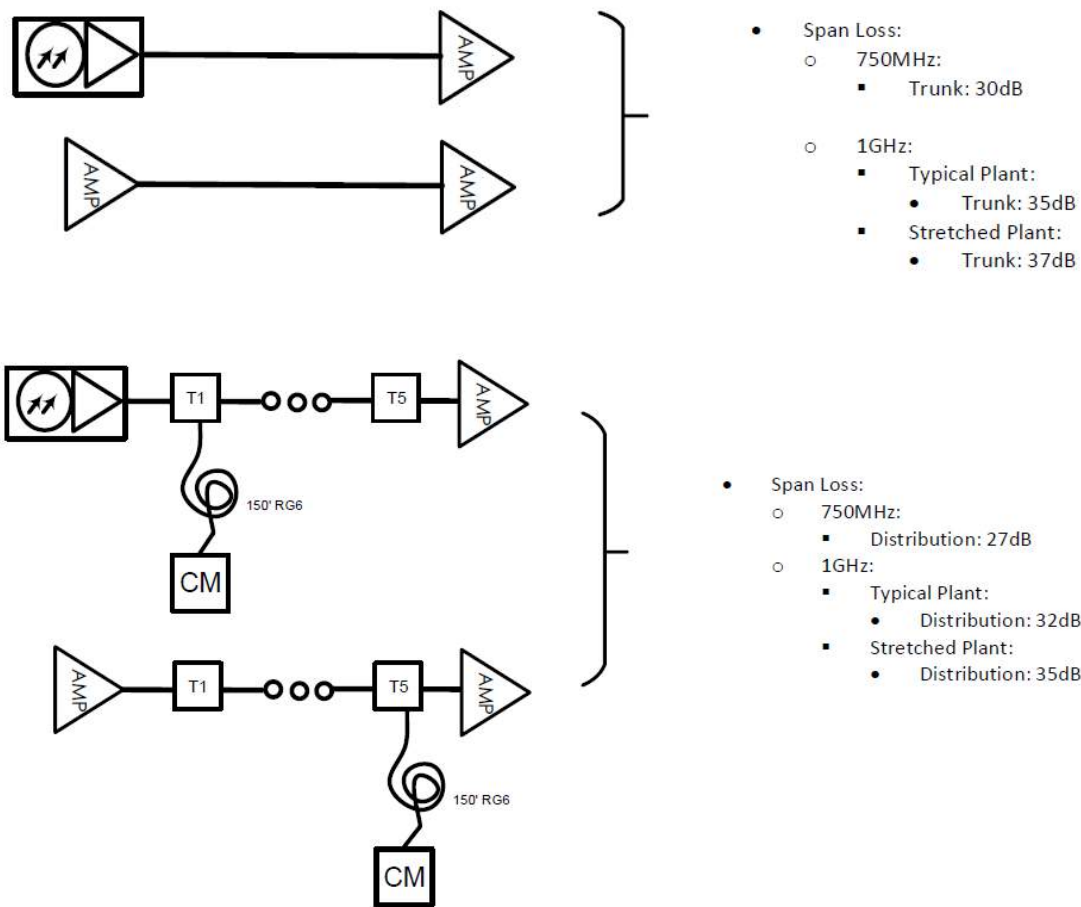 AMP
AMP
AMP
• Span Loss:
o 750MHz:
▪ Trunk: 30dB
o 1GHz:
▪ Typical Plant:
• Trunk: 35dB
▪ Stretched Plant:
• Trunk: 37dB
T1
T5
AMP
150' RG6
CM
AMP
T1
T5
AMP
150' RG6
CM
• Span Loss:
o 750MHz:
▪ Distribution: 27dB
o 1GHz:
▪ Typical Plant:
• Distribution: 32dB
▪ Stretched Plant:
• Distribution: 35dB